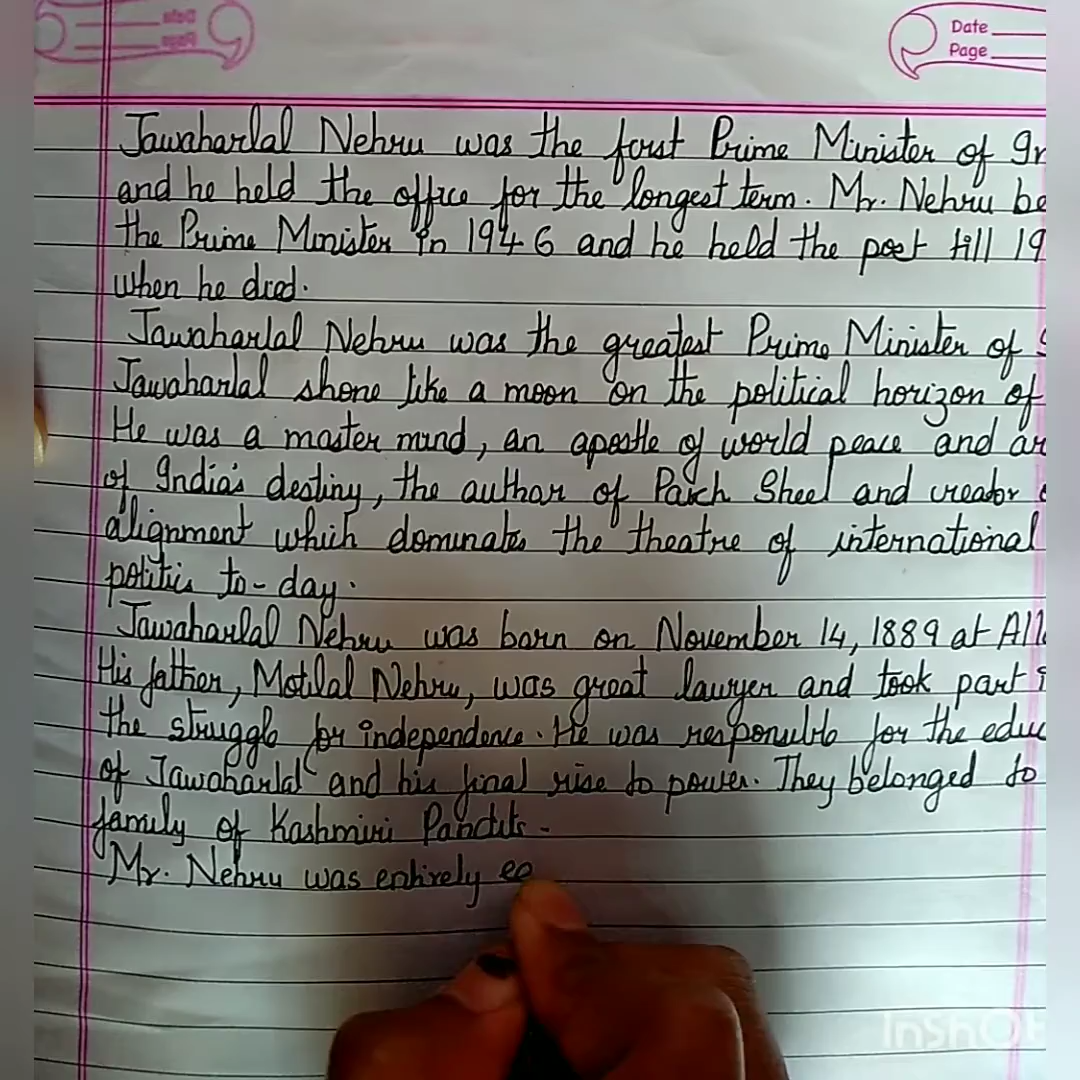 Date
Page
Jawaharlal Nehru was the first Prime Minister of In
and he held the office for the longest term. Mr. Nehru be
the Prime Minister in 1946 and he held the post till 19
when he died.
Jawaharlal Nehru was the greatest Prime Minister of
Jawaharlal shone like a moon on the political horizon of
He was a master mind, an apostle of world peace and ar
of India's destiny, the author of Panch Sheel and creator
alignment which dominates the theatre of international
politics to-day.
Jawaharlal Nehru was born on November 14, 1889 at All
His father, Motilal Nehru, was great lawyer and took part i
the struggle for independence. He was responsible for the educ
of Jawaharlal and his final rise to power. They belonged to
family of Kashmiri Pandits.
Mr. Nehru was entirely
InShOt